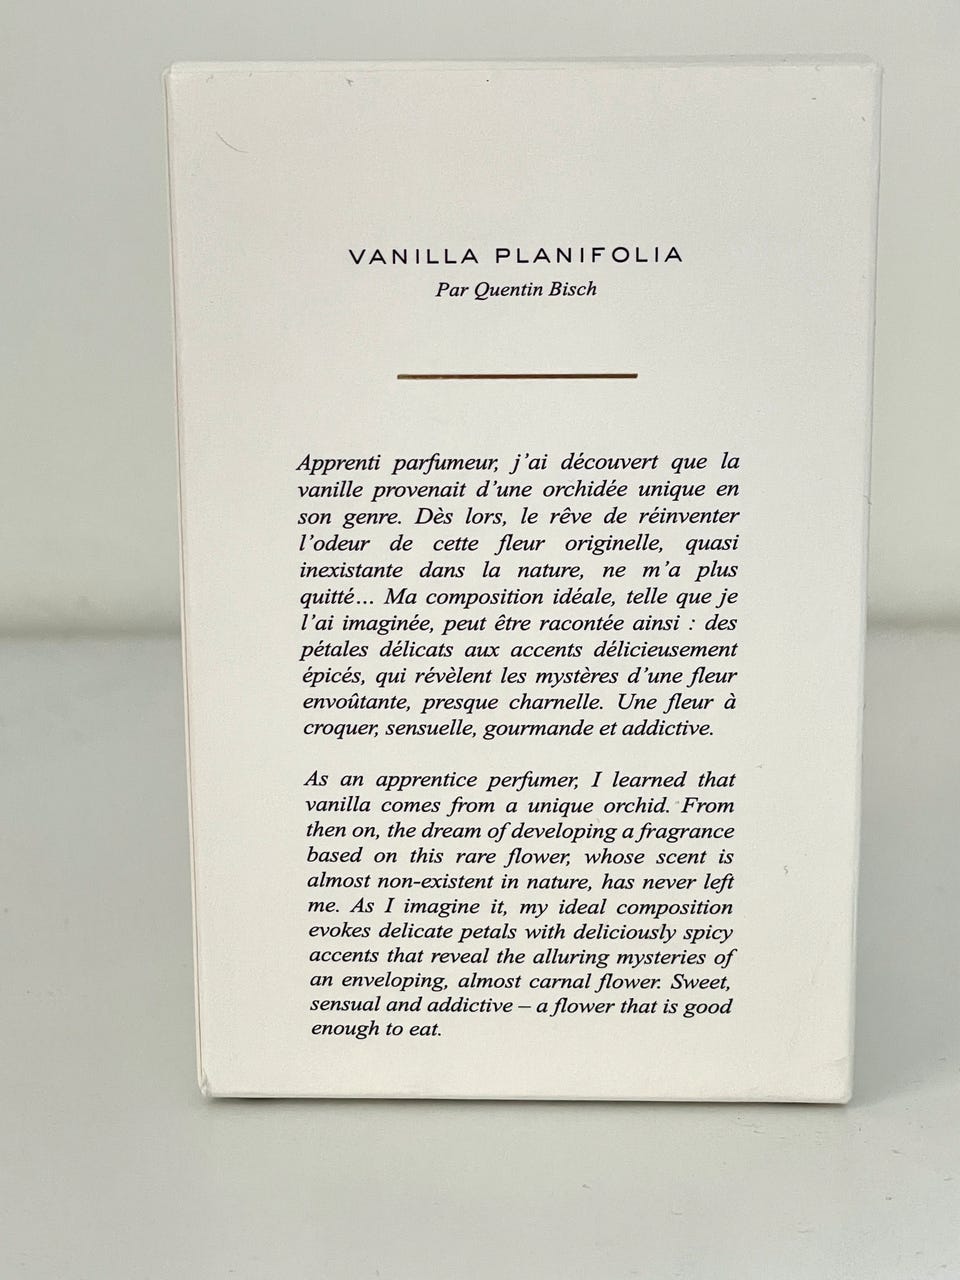 VANILLA PLANIFOLIA
Par Quentin Bisch
Apprenti parfumeur, j'ai découvert que la
vanille provenait d'une orchidée unique en
son genre. Dès lors, le rêve de réinventer
l'odeur de cette fleur originelle, quasi
inexistante dans la nature, ne m'a plus
quitté... Ma composition idéale, telle que je
l'ai imaginée, peut être racontée ainsi : des
pétales délicats aux accents délicieusement
épicés, qui révèlent les mystères d'une fleur
envoûtante, presque charnelle. Une fleur à
croquer, sensuelle, gourmande et addictive.
As an apprentice perfumer, I learned that
vanilla comes from a unique orchid. From
then on, the dream of developing a fragrance
based on this rare flower, whose scent is
almost non-existent in nature, has never left
me. As I imagine it, my ideal composition
evokes delicate petals with deliciously spicy
accents that reveal the alluring mysteries of
an enveloping, almost carnal flower. Sweet,
sensual and addictive – a flower that is good
enough to eat.